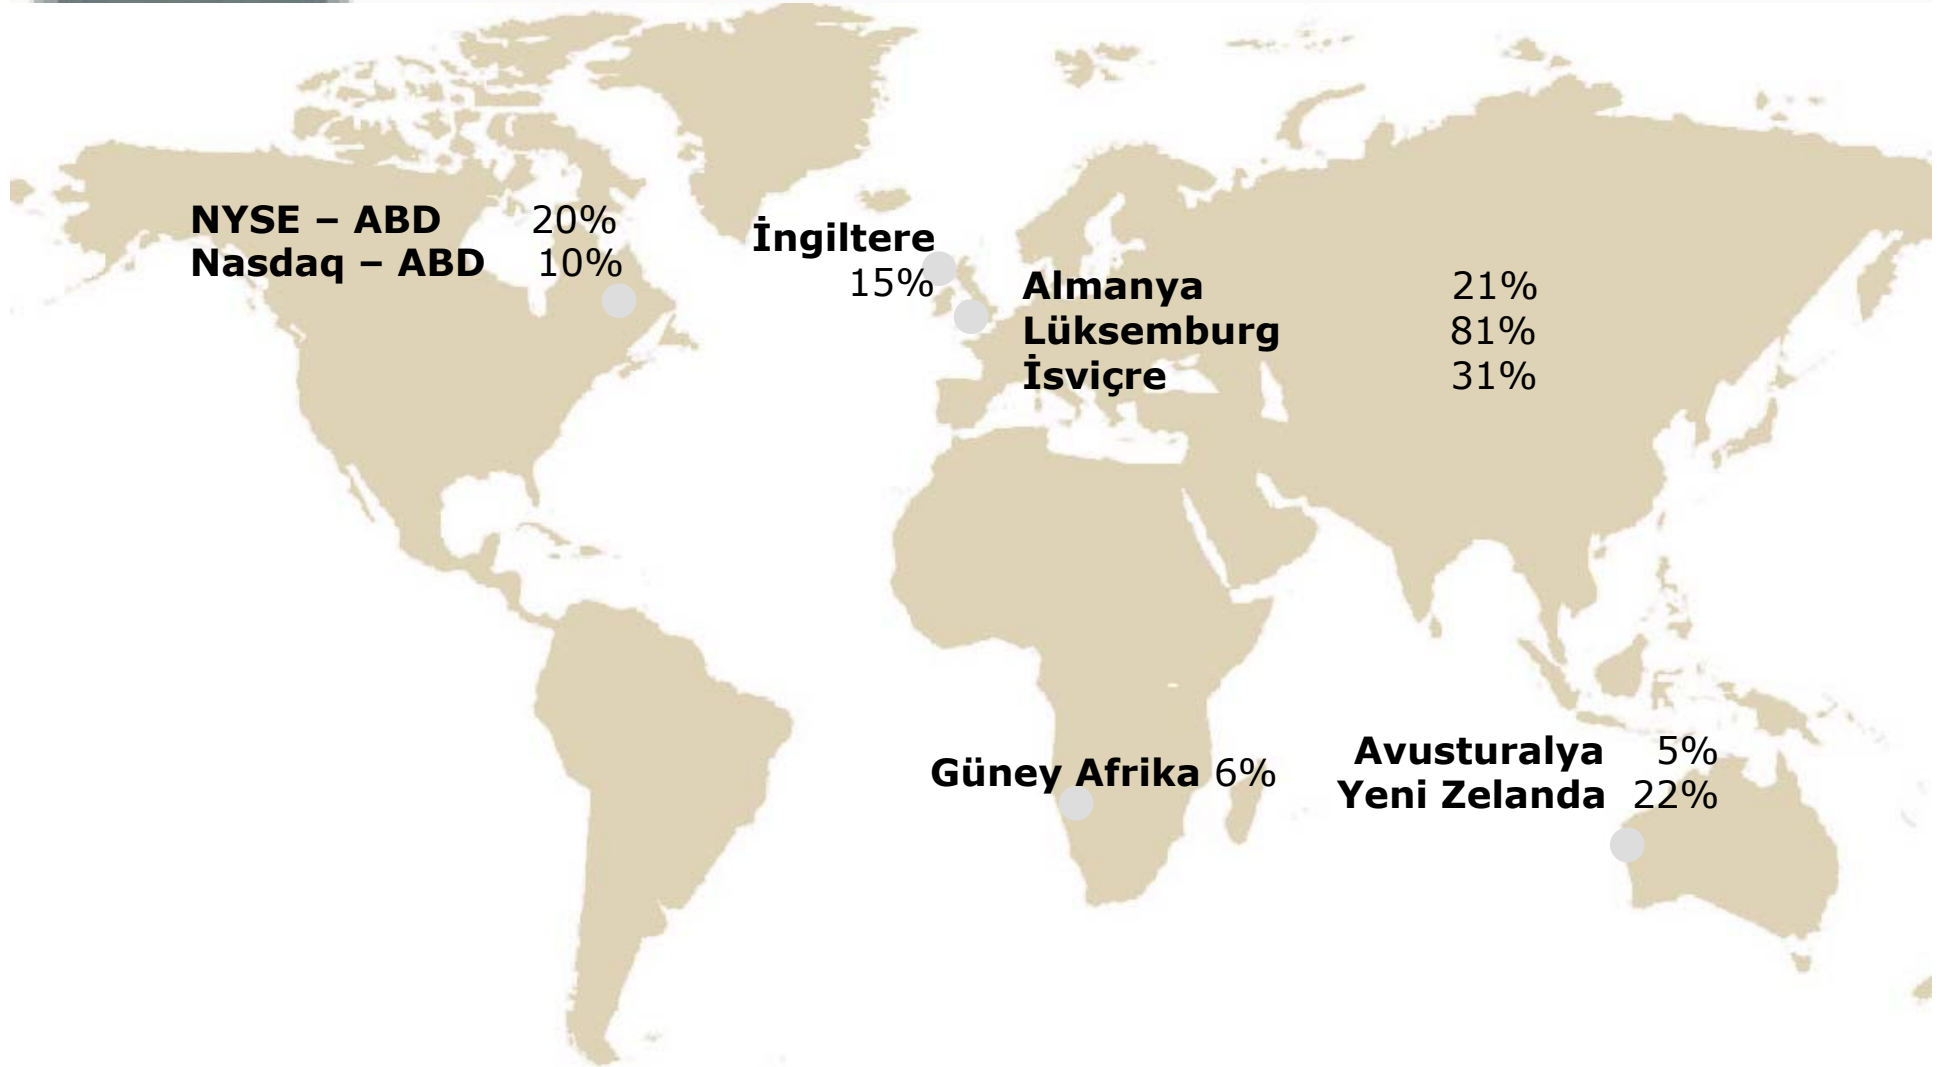 NYSE – ABD 20%
Nasdaq – ABD 10%
İngiltere
15%
Almanya 21%
Lüksemburg 81%
İsviçre 31%
Güney Afrika 6%
Avusturalya 5%
Yeni Zelanda 22%